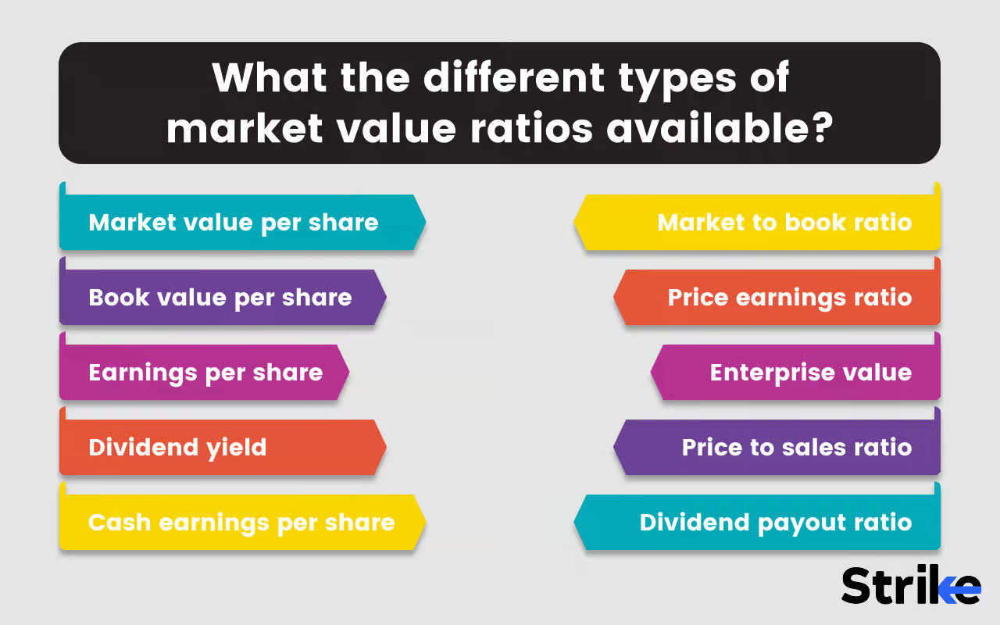 What the different types of
market value ratios available?
Market value per share
Market to book ratio
Book value per share
Price earnings ratio
Earnings per share
Enterprise value
Dividend yield
Price to sales ratio
Cash earnings per share
Dividend payout ratio
Strike